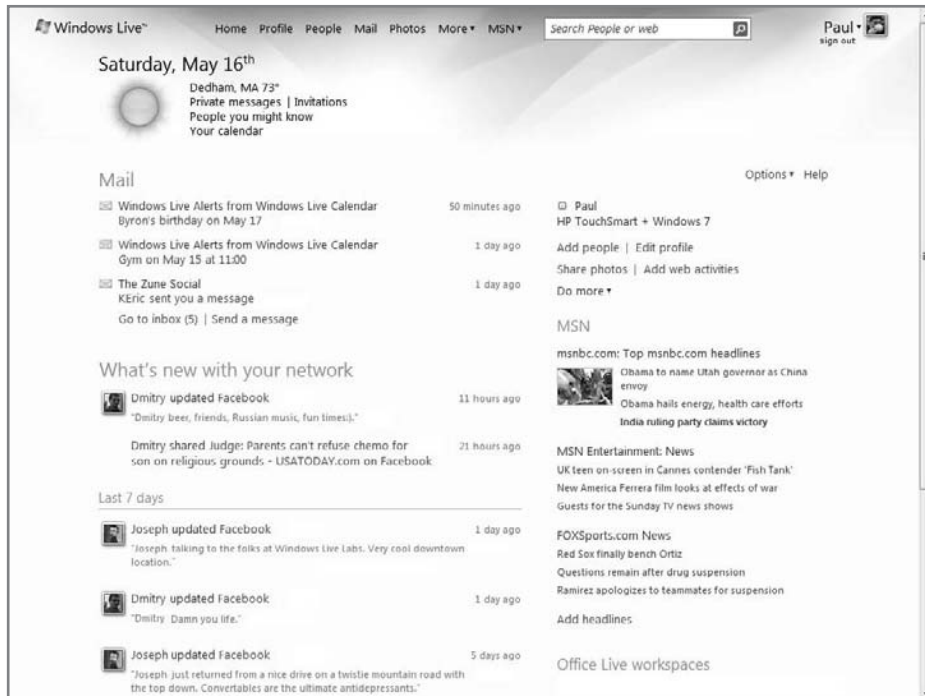 Windows Live™ Home Profile People Mail Photos More MSN Search People or web Paul
sign out
Saturday, May 16th
Dedham, MA 73°
Private messages | Invitations
People you might know
Your calendar
Options Help
Mail
Windows Live Alerts from Windows Live Calendar 50 minutes ago
Byron's birthday on May 17
Windows Live Alerts from Windows Live Calendar 1 day ago
Gym on May 15 at 11:00
The Zune Social 1 day ago
KEric sent you a message
Go to inbox (5) | Send a message
What's new with your network
Dmitry updated Facebook 11 hours ago
"Dmitry beer, friends, Russian music, fun times:)."
Dmitry shared Judge: Parents can't refuse chemo for 21 hours ago
son on religious grounds - USATODAY.com on Facebook
Last 7 days
Joseph updated Facebook 1 day ago
"Joseph talking to the folks at Windows Live Labs. Very cool downtown
location."
Dmitry updated Facebook 1 day ago
"Dmitry Damn you life."
Joseph updated Facebook 5 days ago
"Joseph just returned from a nice drive on a twistie mountain road with
the top down. Convertables are the ultimate antidepressants."
Paul
HP TouchSmart + Windows 7
Add people | Edit profile
Share photos | Add web activities
Do more
MSN
msnbc.com: Top msnbc.com headlines
Obama to name Utah governor as China
envoy
Obama hails energy, health care efforts
India ruling party claims victory
MSN Entertainment: News
UK teen on-screen in Cannes contender 'Fish Tank'
New America Ferrera film looks at effects of war
Guests for the Sunday TV news shows
FOXSports.com News
Red Sox finally bench Ortiz
Questions remain after drug suspension
Ramirez apologizes to teammates for suspension
Add headlines
Office Live workspaces